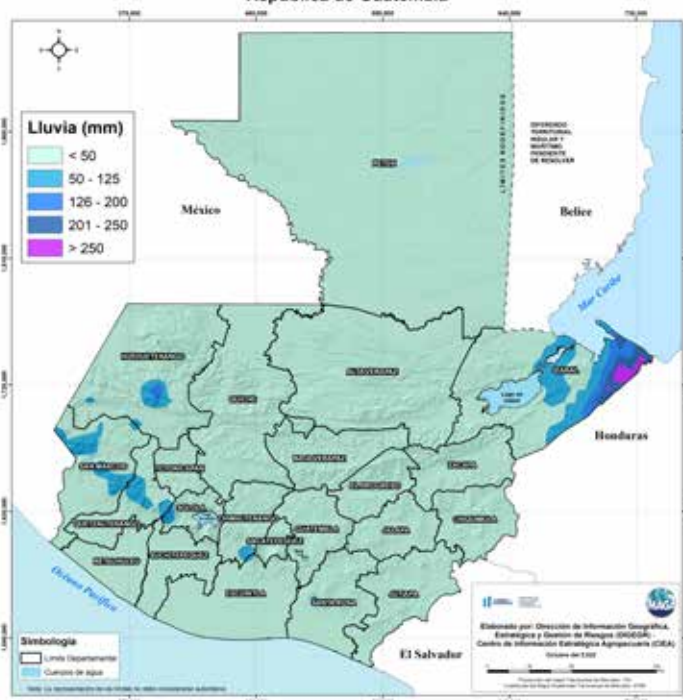 República de Guatemala
Lluvia (mm)
< 50
50 - 125
126 - 200
201 - 250
> 250
México
PETEN
LÍMITES NO DEFINIDOS
DIFERENDO
TERRITORIAL
INSULAR Y
MARÍTIMO
PENDIENTE
DE RESOLVER
Belice
Mar Caribe
HUEHUETENANGO
QUICHE
ALTA VERAPAZ
IZABAL
Honduras
SAN MARCOS
TOTONICAPAN
BAJA VERAPAZ
ZACAPA
EL PROGRESO
QUETZALTENANGO
SOLOLA
CHIMALTENANGO
GUATEMALA
JALAPA
CHIQUIMULA
SACATEPEQUEZ
RETALHULEU
SUCHITEPEQUEZ
ESCUINTLA
SANTA ROSA
JUTIAPA
Océano Pacífico
El Salvador
Simbología
Límite Departamental
Cuerpos de agua
MAGA
Elaborado por: Dirección de Información Geográfica,
Estratégica y Gestión de Riesgos (DIGEGR) -
Centro de Información Estratégica Agropecuaria (CIEA)